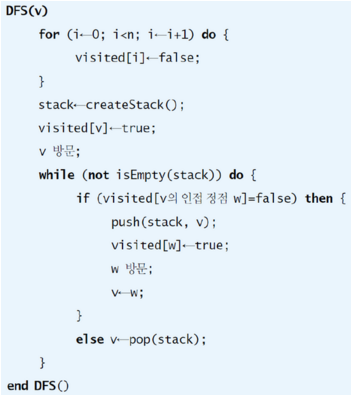 DFS(v)
for (i←0; i<n; i←i+1) do {
visited[i]←false;
}
stack←createStack();
visited[v]←true;
v 방문;
while (not isEmpty(stack)) do {
if (visited[v의 인접 정점 w]=false) then {
push(stack, v);
visited[w]←true;
w 방문;
v←w;
}
else v←pop(stack);
}
end DFS()